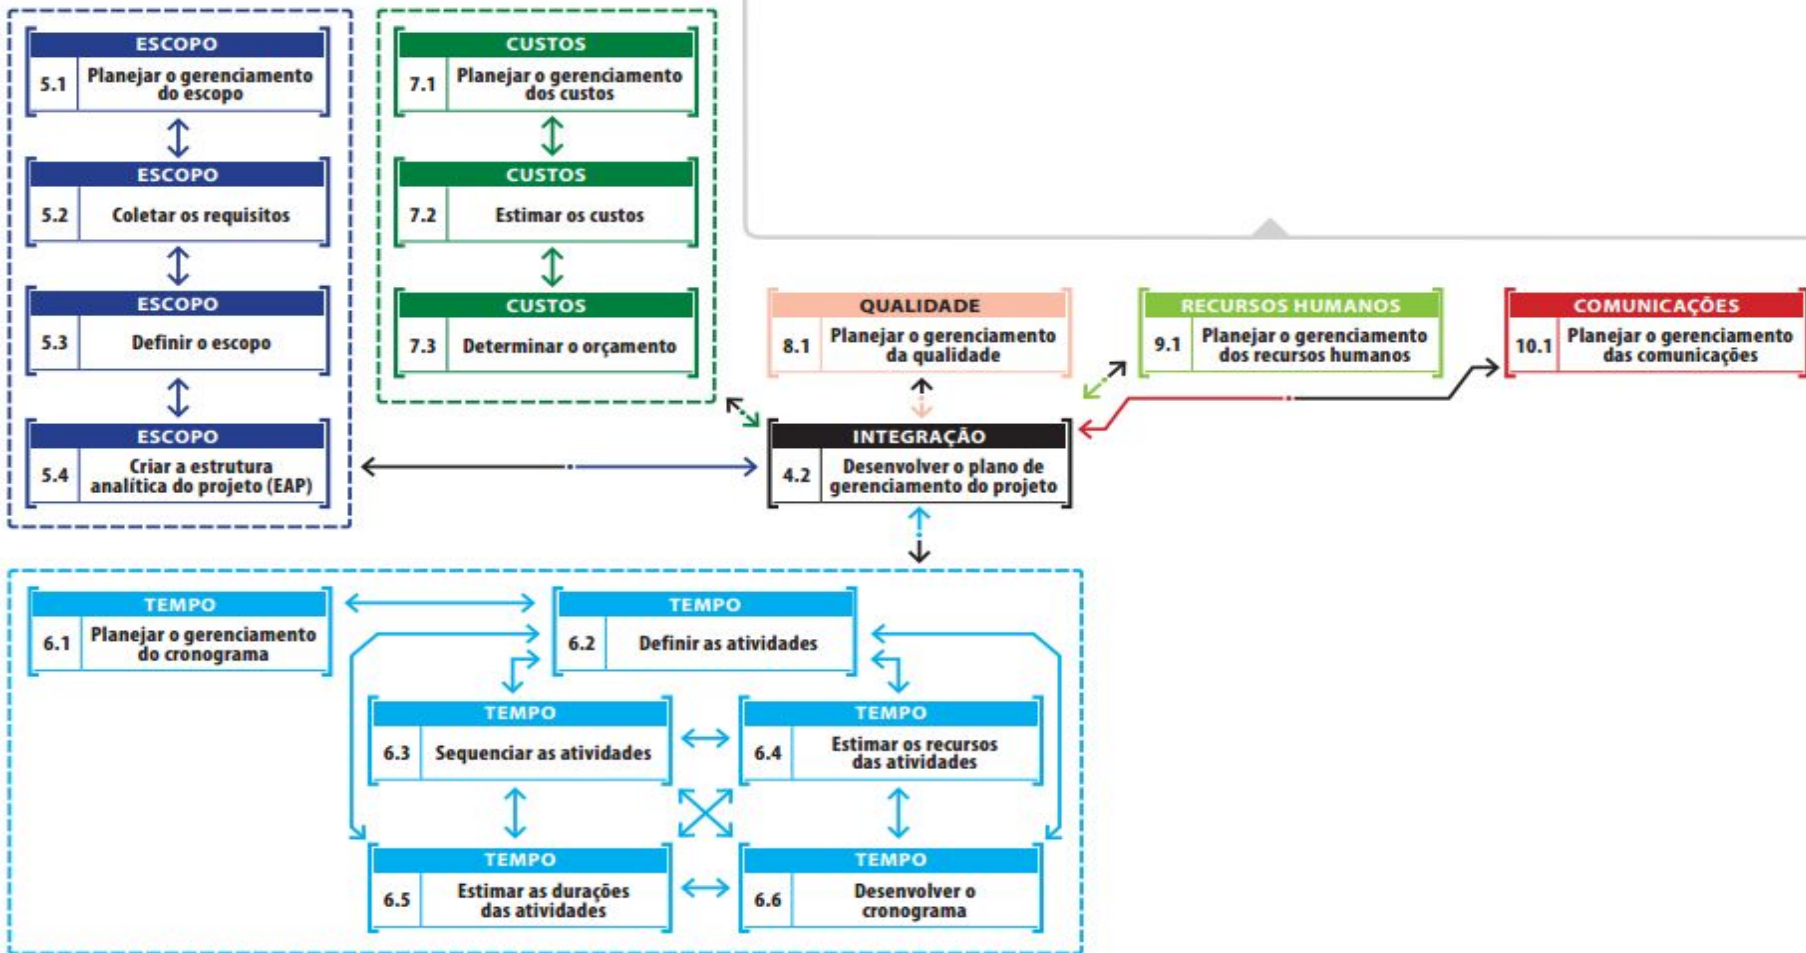 ESCOPO
5.1
Planejar o gerenciamento
do escopo
ESCOPO
5.2
Coletar os requisitos
ESCOPO
5.3
Definir o escopo
ESCOPO
5.4
Criar a estrutura
analítica do projeto (EAP)
CUSTOS
7.1
Planejar o gerenciamento
dos custos
CUSTOS
7.2
Estimar os custos
CUSTOS
7.3
Determinar o orçamento
QUALIDADE
8.1
Planejar o gerenciamento
da qualidade
RECURSOS HUMANOS
9.1
Planejar o gerenciamento
dos recursos humanos
COMUNICAÇÕES
10.1
Planejar o gerenciamento
das comunicações
INTEGRAÇÃO
4.2
Desenvolver o plano de
gerenciamento do projeto
TEMPO
6.1
Planejar o gerenciamento
do cronograma
TEMPO
6.2
Definir as atividades
TEMPO
6.3
Sequenciar as atividades
TEMPO
6.4
Estimar os recursos
das atividades
TEMPO
6.5
Estimar as durações
das atividades
TEMPO
6.6
Desenvolver o
cronograma